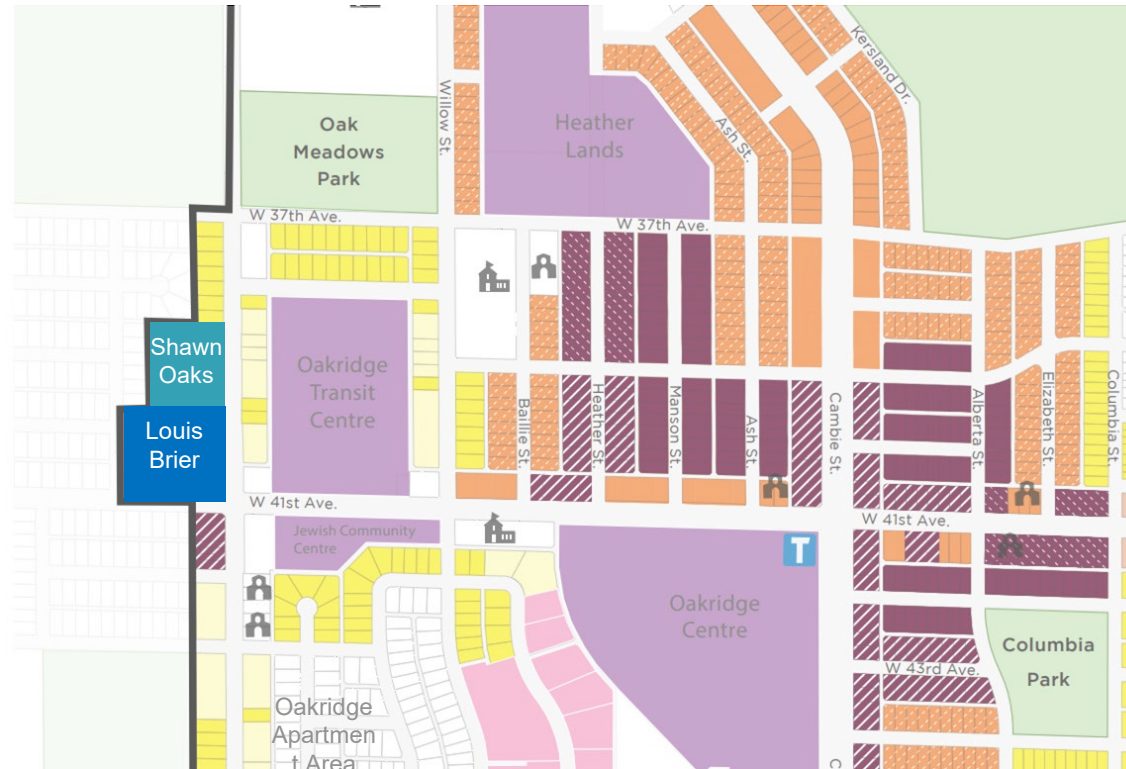 Kersland Dr.
Willow St.
Oak
Meadows
Park
Heather
Lands
Ash St.
W 37th Ave.
W 37th Ave.
Shawn
Oaks
Oakridge
Transit
Centre
Louis
Brier
Baillie St.
Heather St.
Manson St.
Ash St.
Cambie St.
Alberta St.
Elizabeth St.
Columbia St.
W 41st Ave.
W 41st Ave.
Jewish Community
Centre
T
Oakridge
Centre
Columbia
Park
W 43rd Ave.
Oakridge
Apartmen
t Area
C